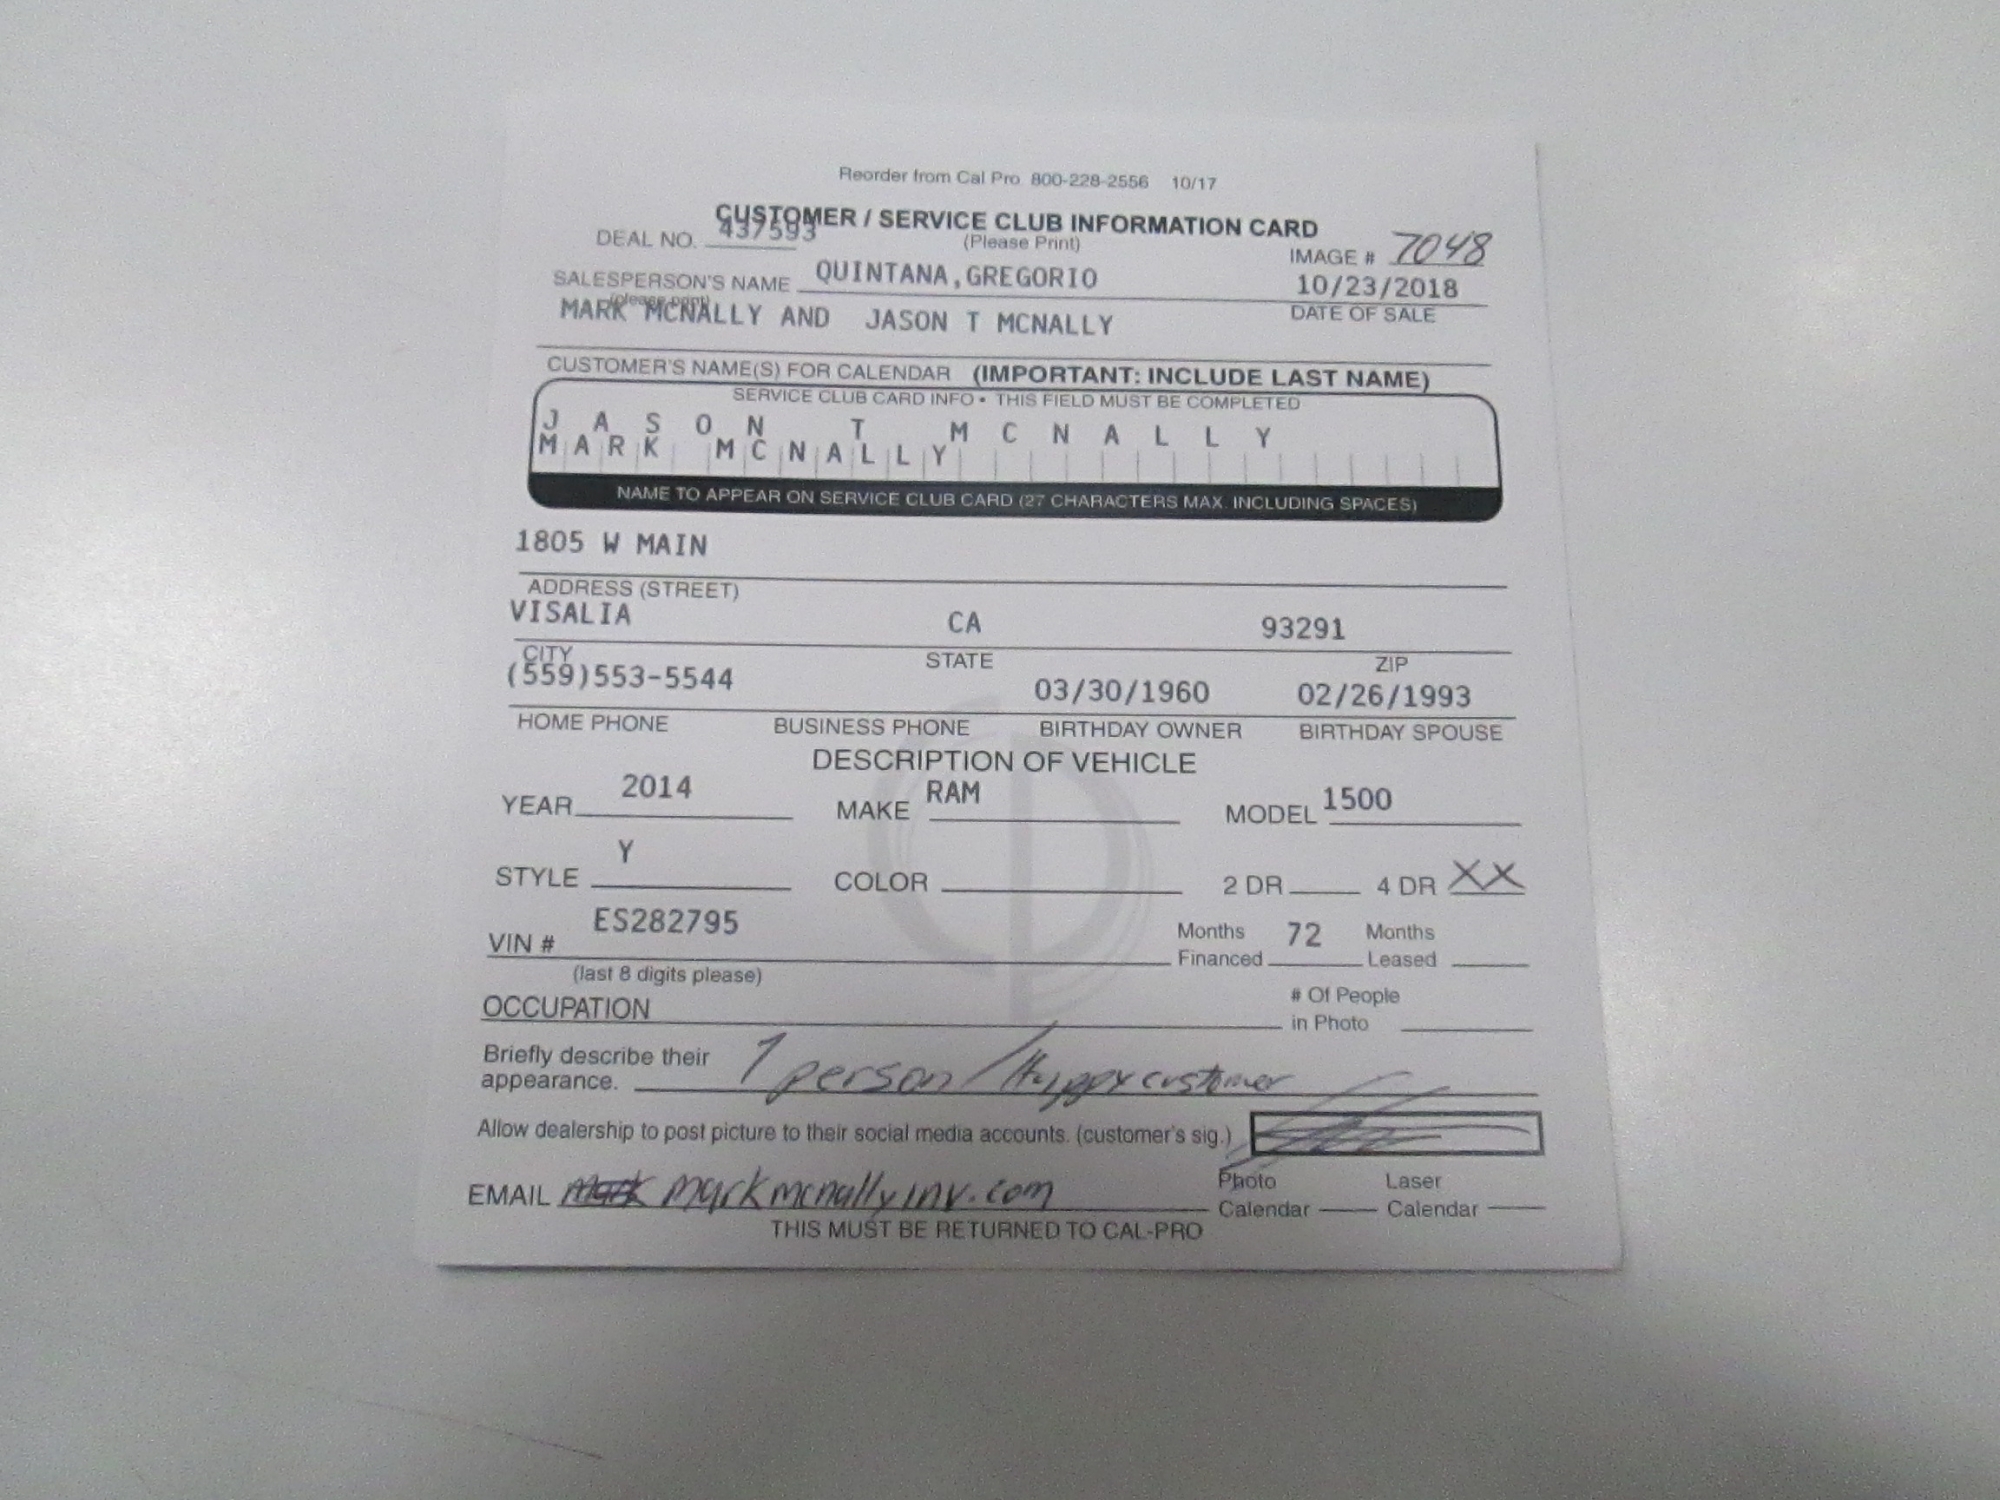 Reorder from Cal Pro 800-228-2556 10/17
CUSTOMER / SERVICE CLUB INFORMATION CARD
DEAL NO. 437593 (Please Print) IMAGE # 7048
SALESPERSON'S NAME QUINTANA,GREGORIO 10/23/2018
(please print) DATE OF SALE
MARK MCNALLY AND JASON T MCNALLY
CUSTOMER'S NAME(S) FOR CALENDAR (IMPORTANT: INCLUDE LAST NAME)
SERVICE CLUB CARD INFO • THIS FIELD MUST BE COMPLETED
JASON T MCNALLY
MARK MCNALLY
NAME TO APPEAR ON SERVICE CLUB CARD (27 CHARACTERS MAX. INCLUDING SPACES)
1805 W MAIN
ADDRESS (STREET)
VISALIA CA 93291
CITY STATE ZIP
(559)553-5544 03/30/1960 02/26/1993
HOME PHONE BUSINESS PHONE BIRTHDAY OWNER BIRTHDAY SPOUSE
DESCRIPTION OF VEHICLE
YEAR 2014 MAKE RAM MODEL 1500
STYLE Y COLOR 2 DR 4 DR XX
VIN # ES282795 Months Financed 72 Months Leased
(last 8 digits please)
OCCUPATION # Of People in Photo
Briefly describe their appearance. 1 person / Happy customer
Allow dealership to post picture to their social media accounts. (customer's sig.)
EMAIL markmcnallyinv.com Photo Calendar Laser Calendar
THIS MUST BE RETURNED TO CAL-PRO